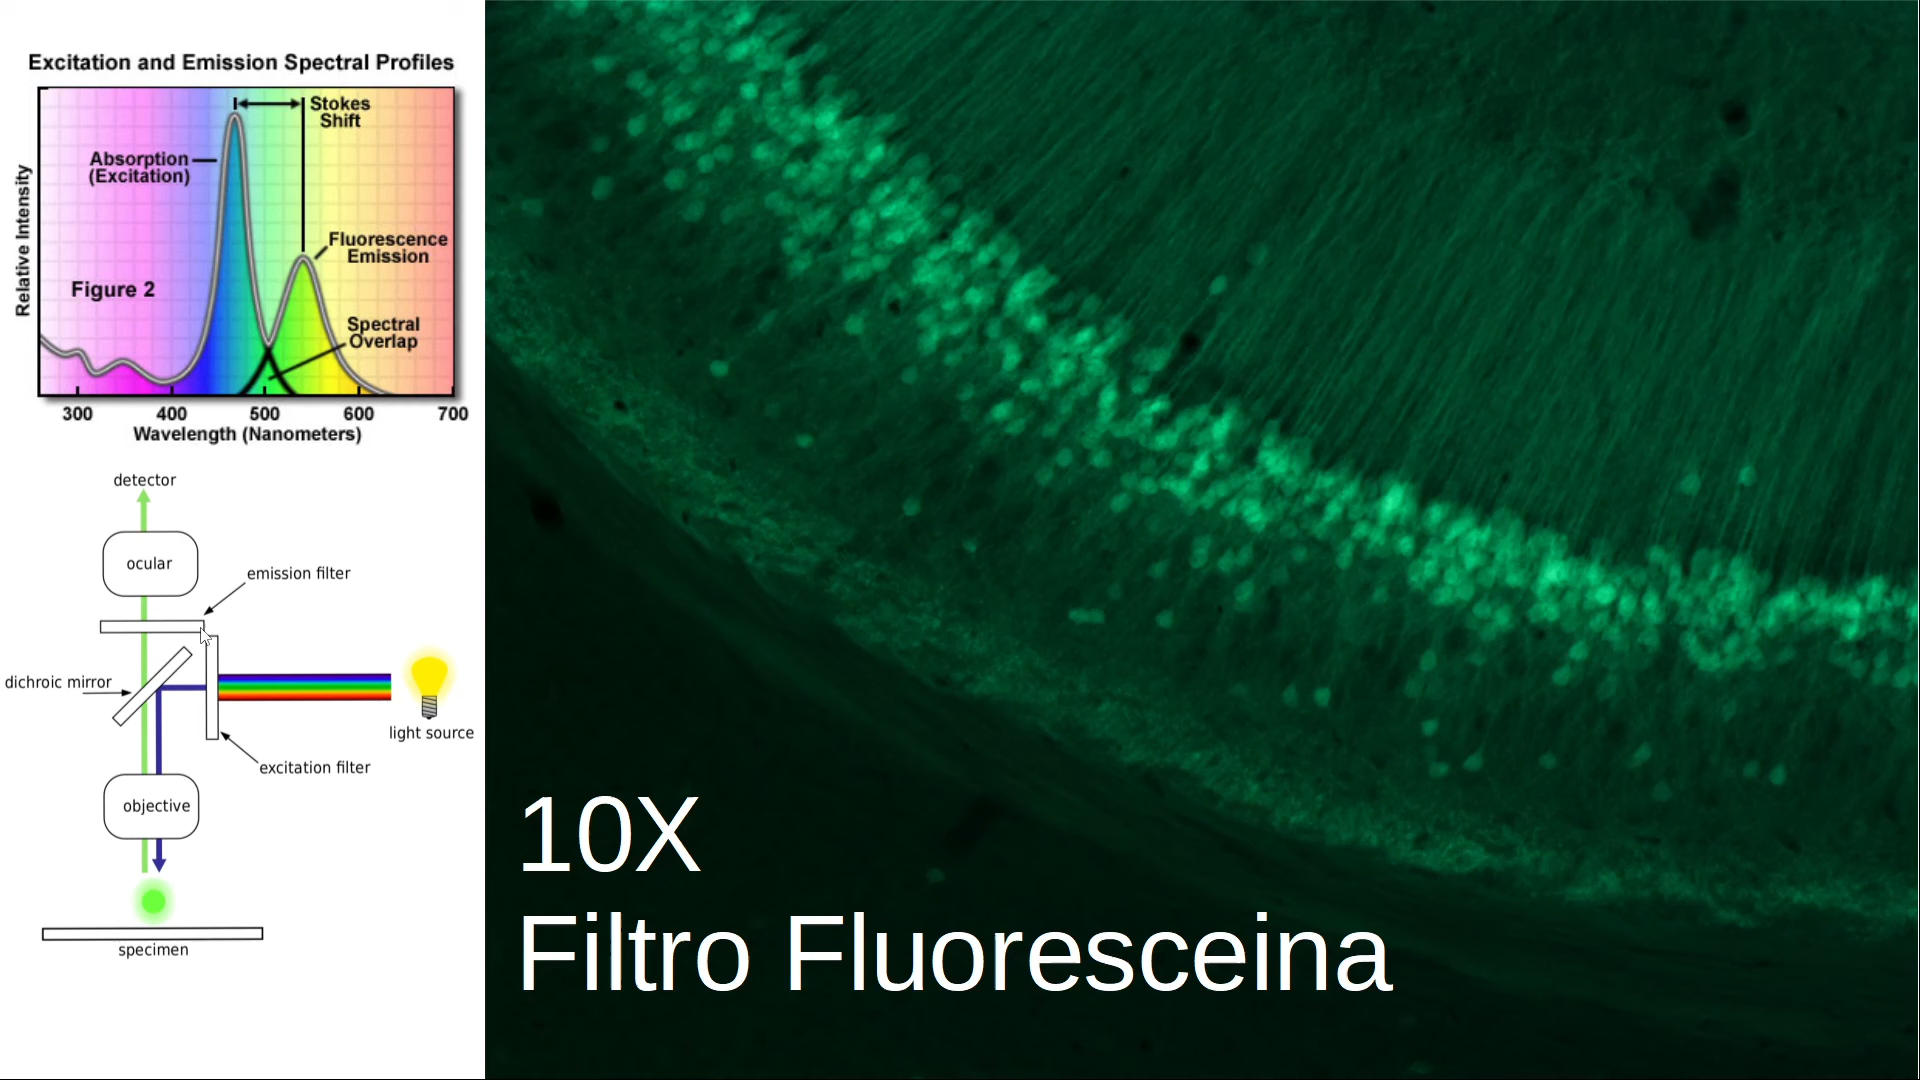 Excitation and Emission Spectral Profiles
Stokes
Shift
Absorption
(Excitation)
Fluorescence
Emission
Figure 2
Spectral
Overlap
Relative Intensity
300 400 500 600 700
Wavelength (Nanometers)
detector
ocular
emission filter
dichroic mirror
light source
excitation filter
objective
specimen
10X
Filtro Fluoresceina